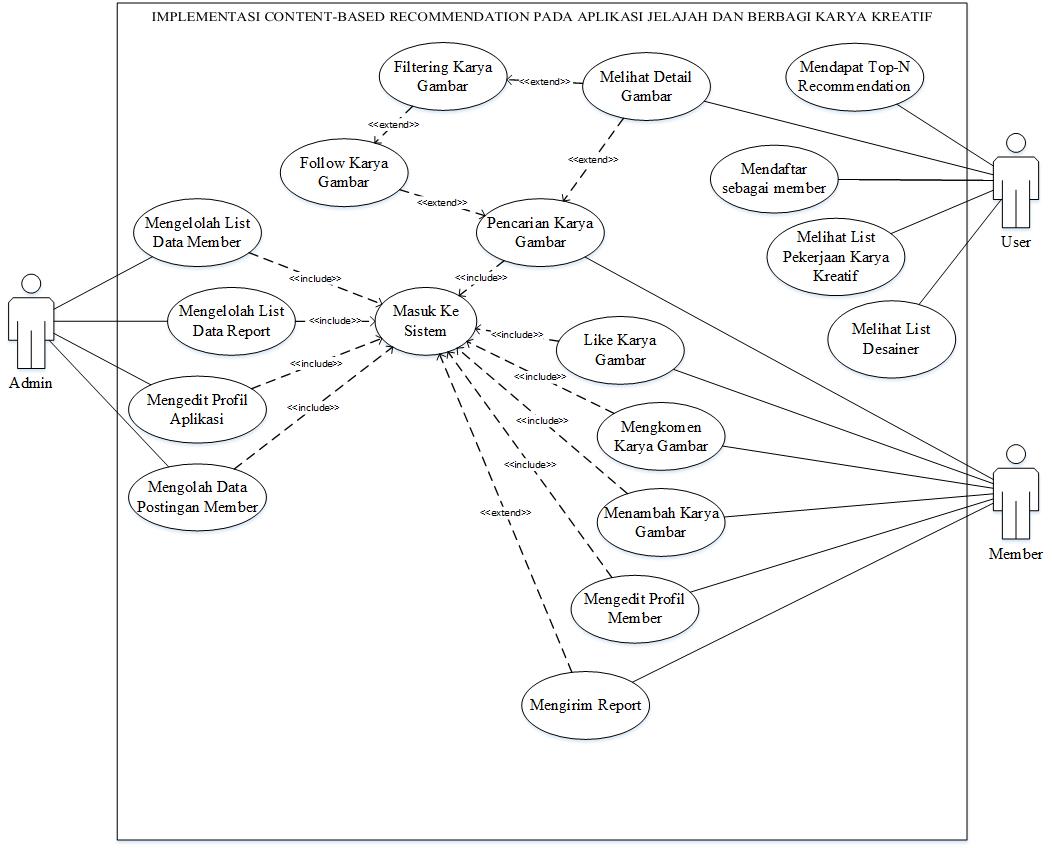 IMPLEMENTASI CONTENT-BASED RECOMMENDATION PADA APLIKASI JELAJAH DAN BERBAGI KARYA KREATIF
Filtering Karya
Gambar
<<extend>>
Melihat Detail
Gambar
Mendapat Top-N
Recommendation
<<extend>>
Follow Karya
Gambar
<<extend>>
Mendaftar
sebagai member
<<extend>>
Pencarian Karya
Gambar
User
Mengelolah List
Data Member
Melihat List
Pekerjaan Karya
Kreatif
<<include>>
<<include>>
Mengelolah List
Data Report
<<include>>
Masuk Ke
Sistem
<<include>>
Like Karya
Gambar
Melihat List
Desainer
Admin
<<include>>
<<include>>
Mengedit Profil
Aplikasi
<<include>>
<<include>>
Mengkomen
Karya Gambar
<<include>>
Mengolah Data
Postingan Member
<<extend>>
Menambah Karya
Gambar
Member
Mengedit Profil
Member
Mengirim Report